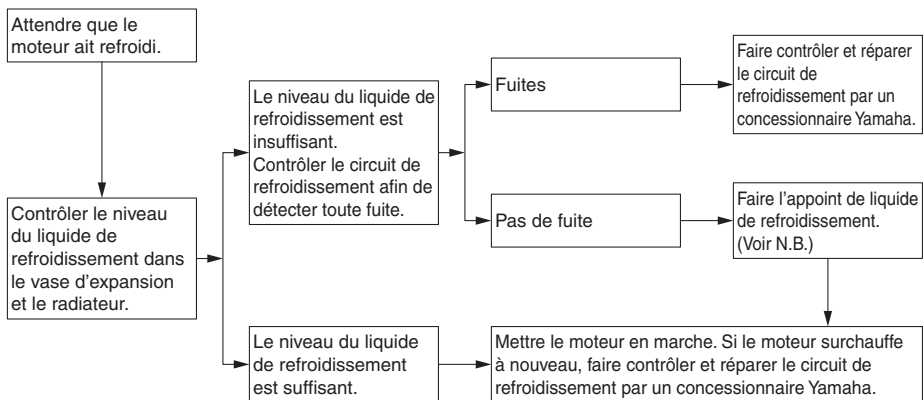 Attendre que le
moteur ait refroidi.
Contrôler le niveau
du liquide de
refroidissement dans
le vase d'expansion
et le radiateur.
Le niveau du liquide de
refroidissement est
insuffisant.
Contrôler le circuit de
refroidissement afin de
détecter toute fuite.
Fuites
Faire contrôler et réparer
le circuit de
refroidissement par un
concessionnaire Yamaha.
Pas de fuite
Faire l'appoint de liquide
de refroidissement.
(Voir N.B.)
Le niveau du liquide
de refroidissement
est suffisant.
Mettre le moteur en marche. Si le moteur surchauffe
à nouveau, faire contrôler et réparer le circuit de
refroidissement par un concessionnaire Yamaha.